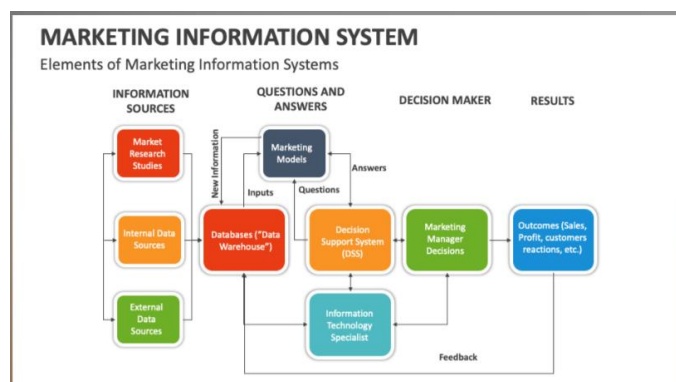 MARKETING INFORMATION SYSTEM
Elements of Marketing Information Systems
INFORMATION
SOURCES
QUESTIONS AND
ANSWERS
DECISION MAKER
RESULTS
Market
Research
Studies
New Information
Marketing
Models
Inputs
Questions
Answers
Internal Data
Sources
Databases ("Data
Warehouse")
Decision
Support System
(DSS)
Marketing
Manager
Decisions
Outcomes (Sales,
Profit, customers
reactions, etc.)
External
Data
Sources
Information
Technology
Specialist
Feedback